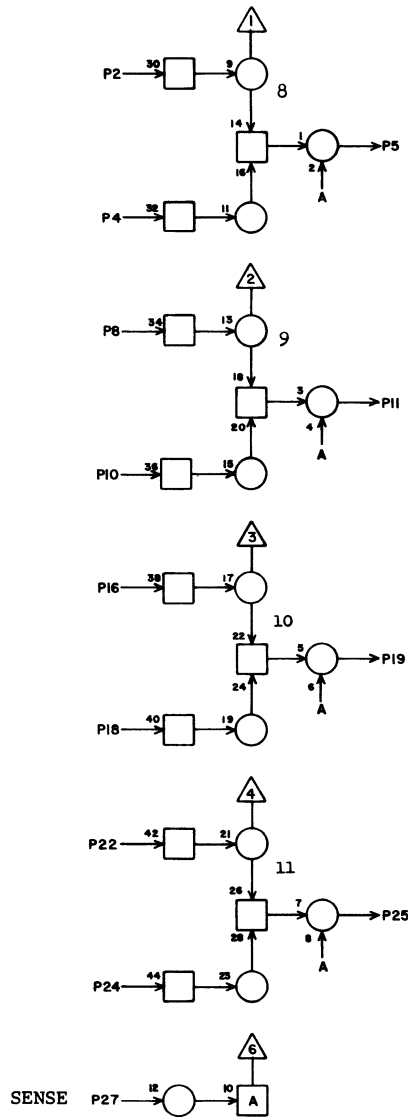 1
P2 30 9 8
14 1 P5
16 2
A
P4 32 11
2
P8 34 13 9
18 3 P11
20 4
A
P10 36 15
3
P16 38 17 10
22 5 P19
24 6
A
P18 40 19
4
P22 42 21 11
26 7 P25
28 8
A
P24 44 23
6
SENSE P27 12 10 A